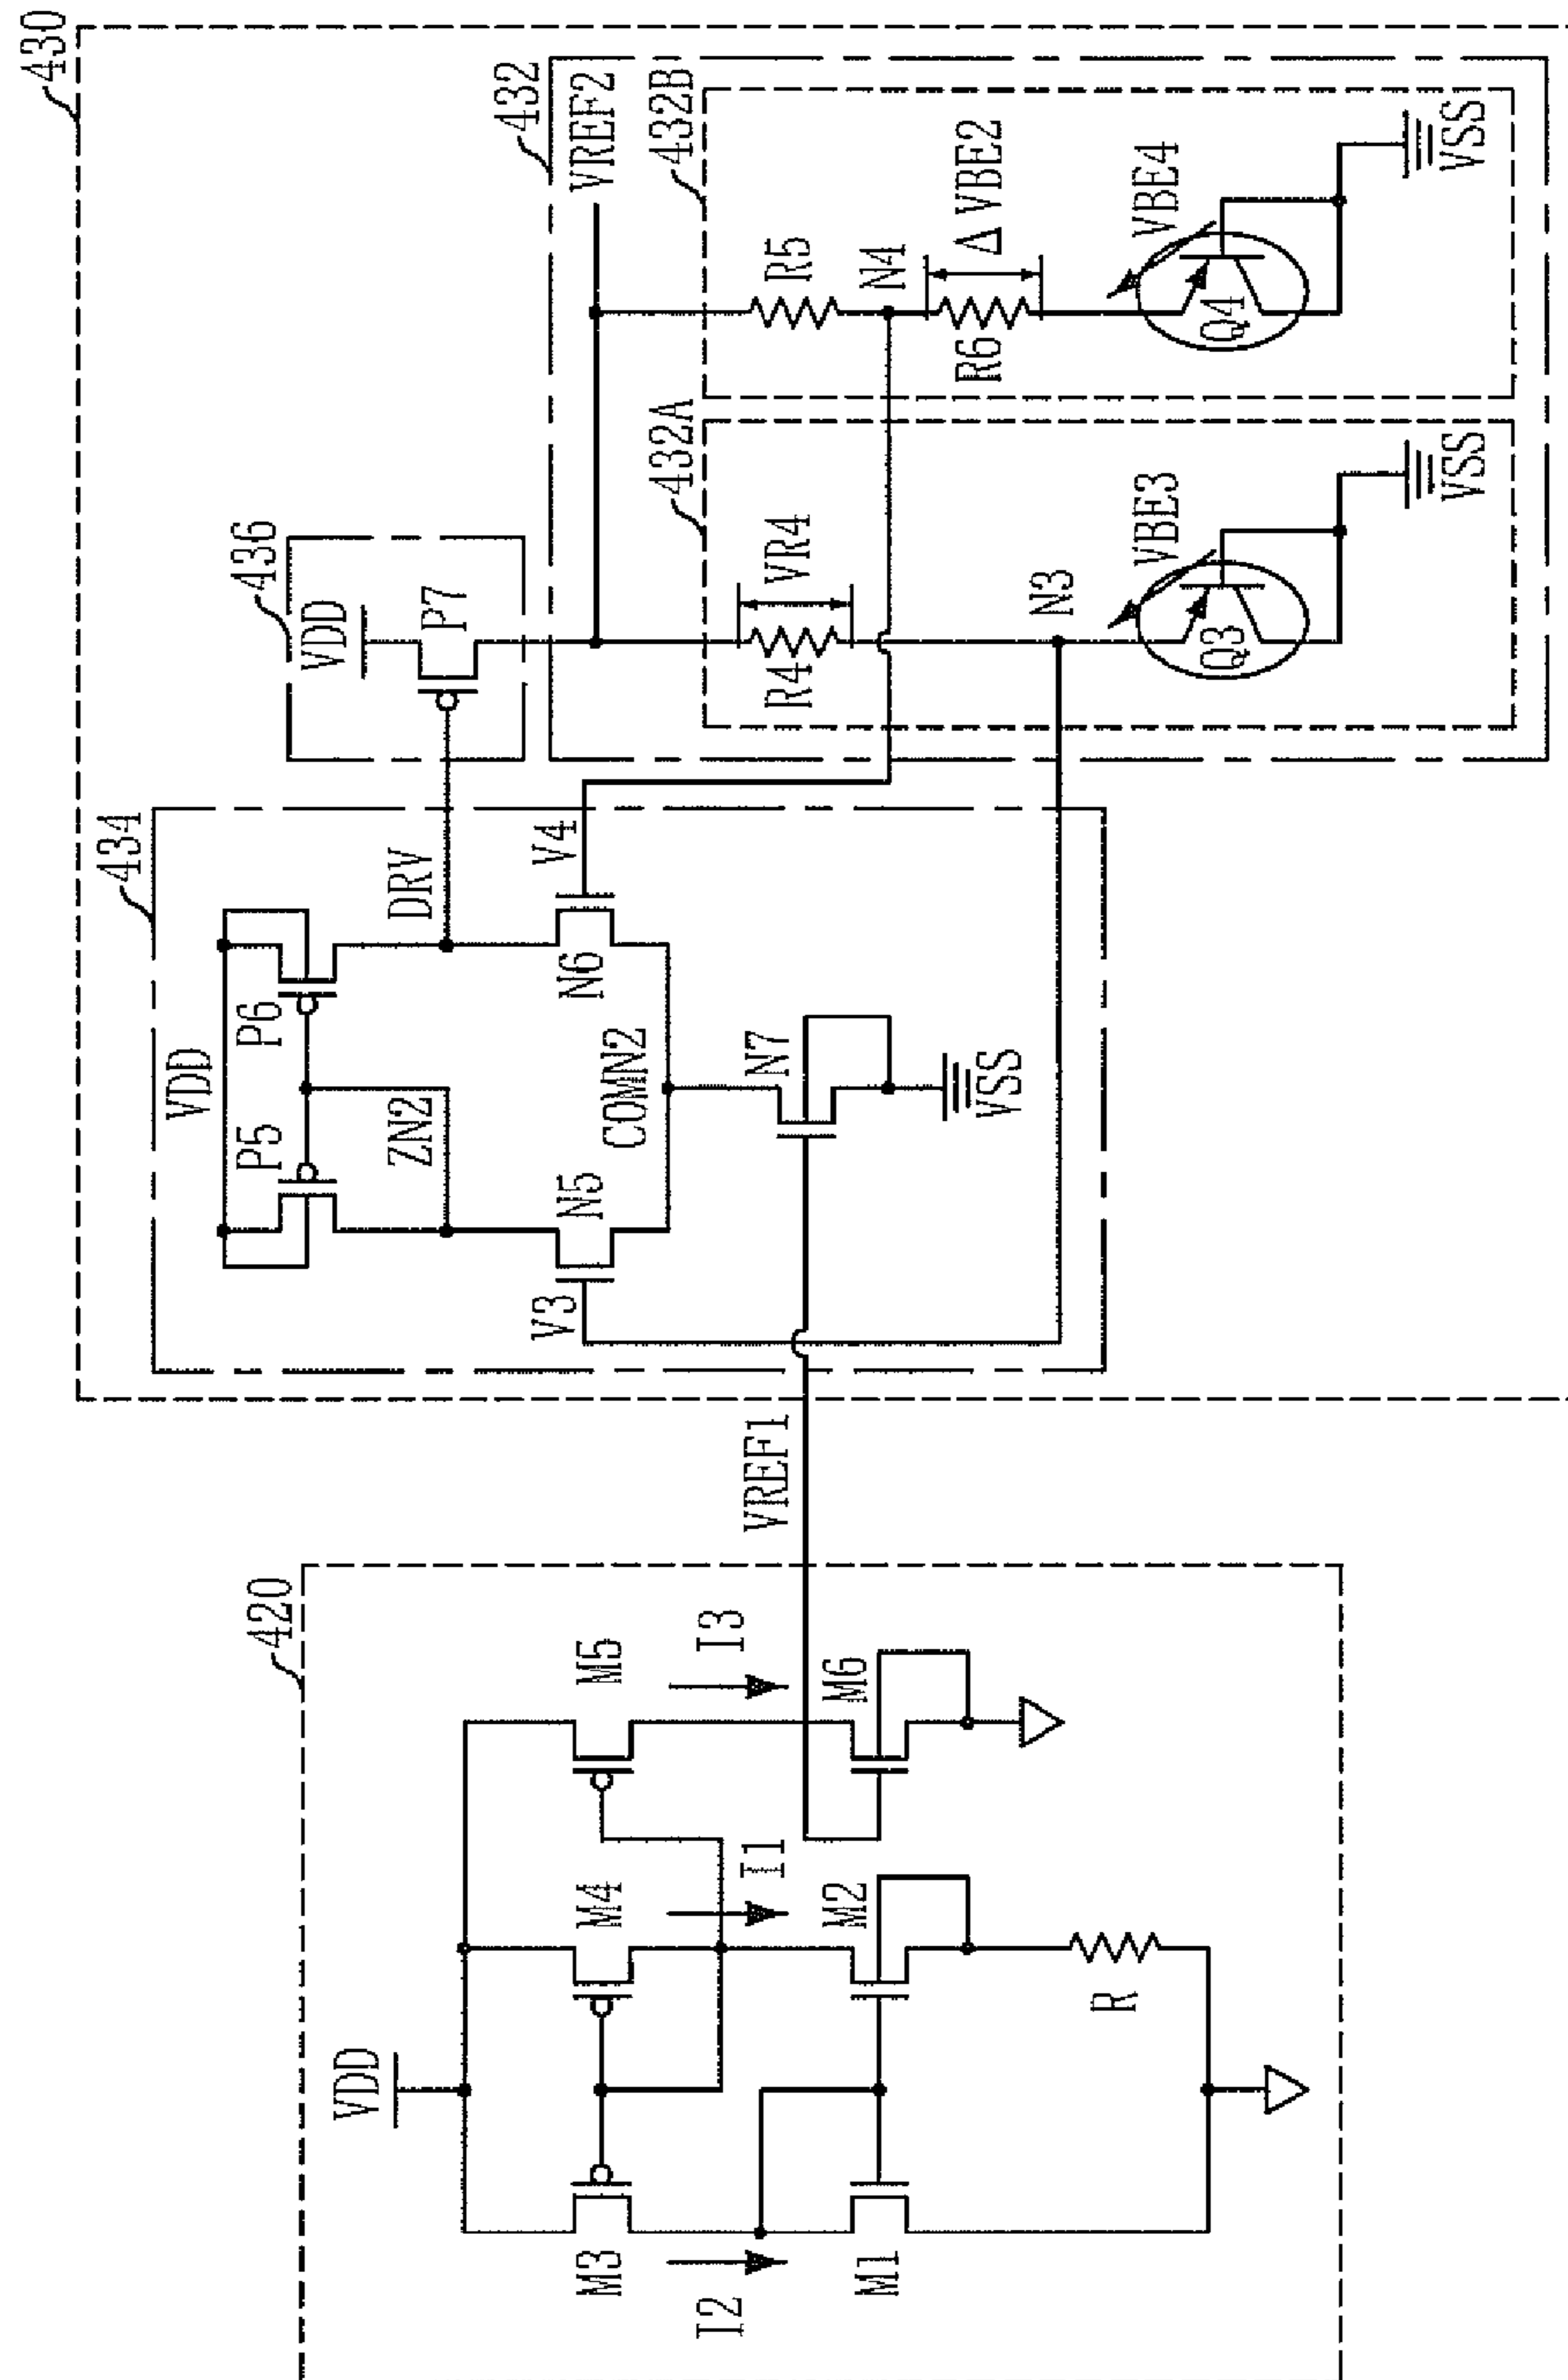 420
VDD
M3
M4
M5
I2
I1
I3
M1
M2
M6
R
VREF1
430
434
VDD
P5
P6
ZN2
DRV
V3
N5
N6
V4
COMN2
N7
VSS
436
VDD
P7
432
VREF2
432A
R4
VR4
N3
Q3
VBE3
VSS
432B
R5
N4
R6
Δ VBE2
Q4
VBE4
VSS